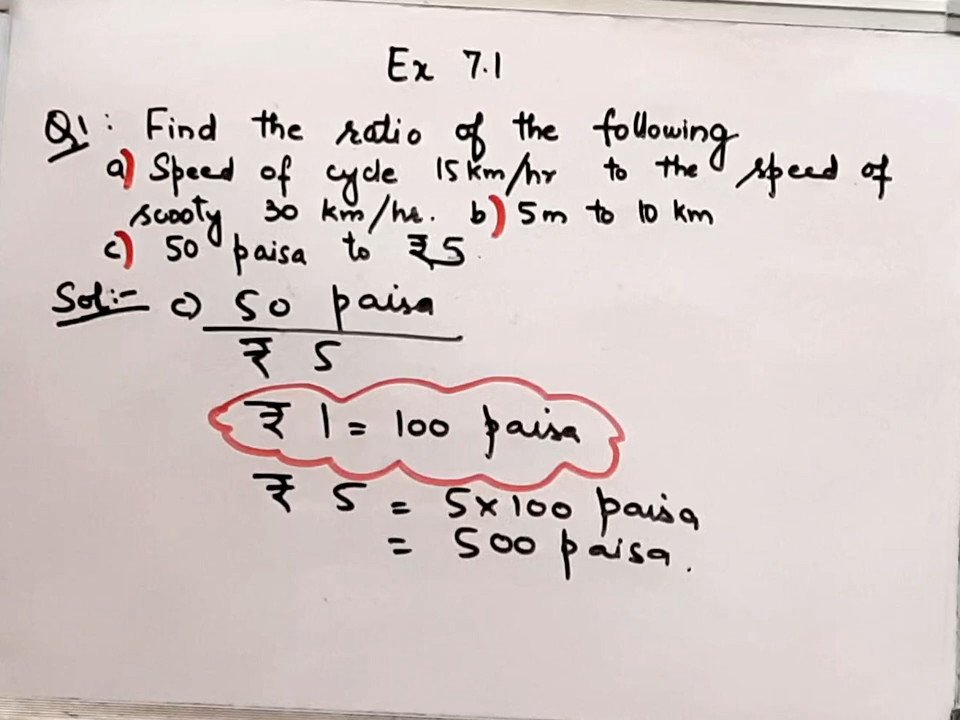 Ex 7.1
Q1: Find the ratio of the following
a) Speed of cycle 15 km/hr to the speed of
scooty 30 km/hr. b) 5m to 10 km
c) 50 paisa to ₹5.
Sol:- c) 50 paisa
₹ 5
₹ 1 = 100 paisa
₹ 5 = 5×100 paisa
= 500 paisa.